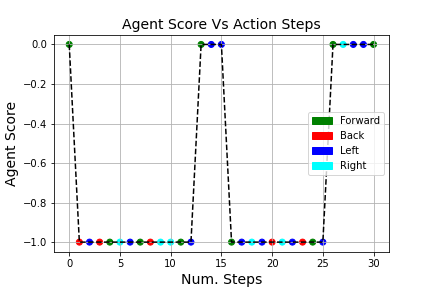 Agent Score Vs Action Steps
Agent Score
0.0
−0.2
−0.4
−0.6
−0.8
−1.0
Forward
Back
Left
Right
0 5 10 15 20 25 30
Num. Steps